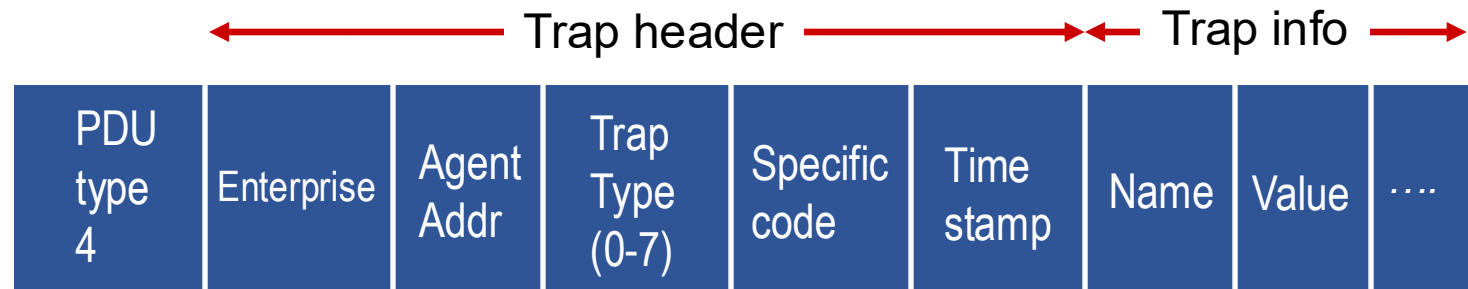 Trap header
Trap info
PDU
type
4
Enterprise
Agent
Addr
Trap
Type
(0-7)
Specific
code
Time
stamp
Name
Value
....